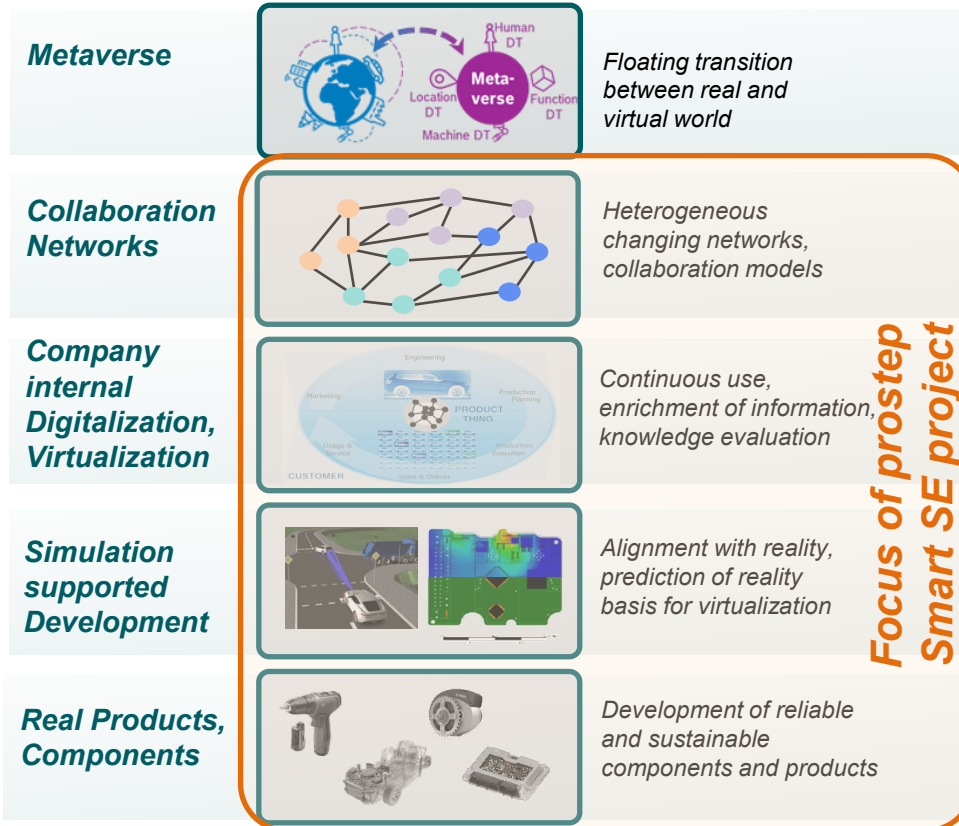 Metaverse
Human
DT
Meta-
verse
Location
DT
Function
DT
Machine DT
Floating transition
between real and
virtual world
Collaboration
Networks
Heterogeneous
changing networks,
collaboration models
Company
internal
Digitalization,
Virtualization
Engineering
Marketing
Production
Planning
PRODUCT
THING
Usage &
Service
Production
Execution
CUSTOMER
Sales & Deliver
Continuous use,
enrichment of information,
knowledge evaluation
Simulation
supported
Development
Alignment with reality,
prediction of reality
basis for virtualization
Real Products,
Components
Development of reliable
and sustainable
components and products
Focus of prostep
Smart SE project